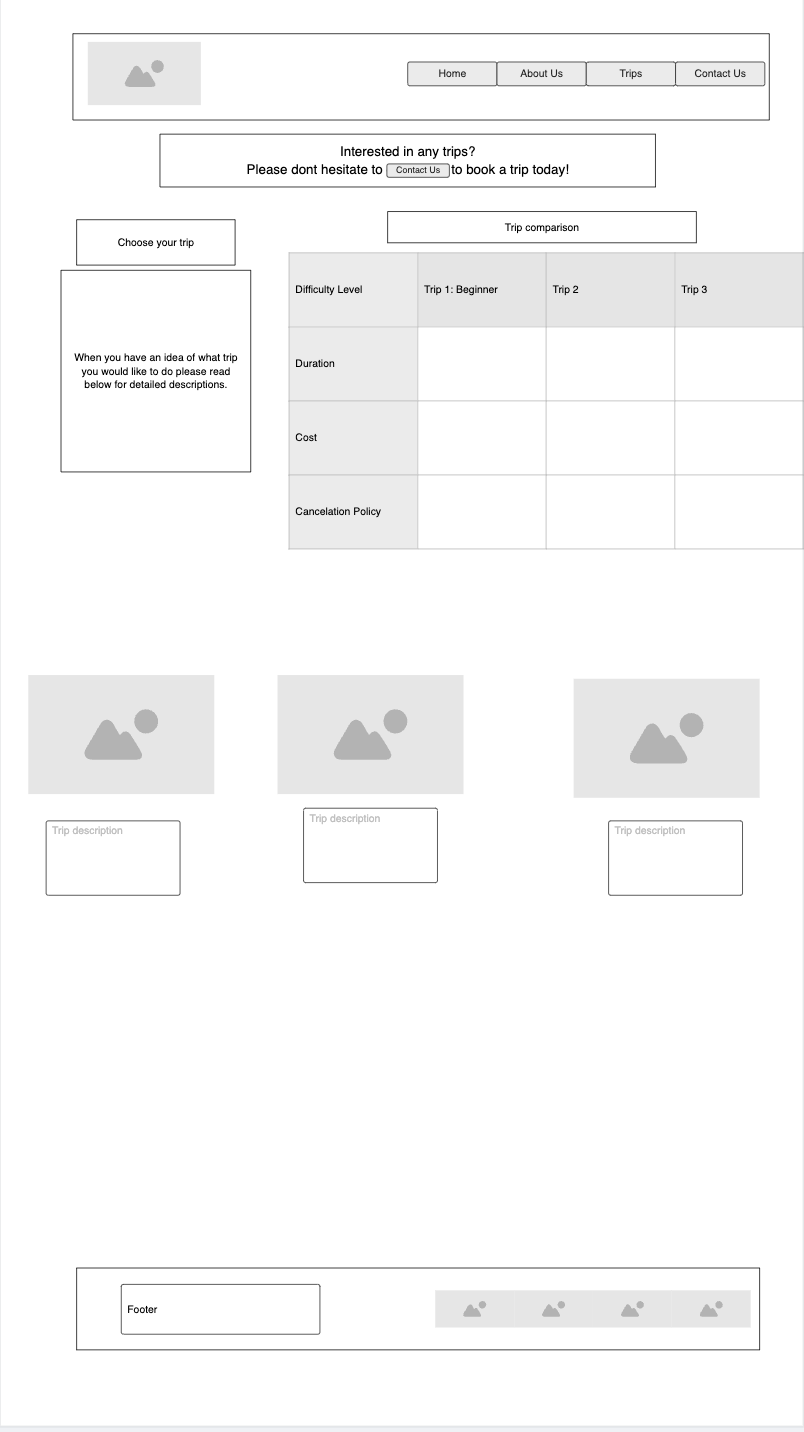 Home
About Us
Trips
Contact Us
Interested in any trips?
Please dont hesitate to Contact Us to book a trip today!
Choose your trip
When you have an idea of what trip
you would like to do please read
below for detailed descriptions.
Trip comparison
Difficulty Level
Trip 1: Beginner
Trip 2
Trip 3
Duration
Cost
Cancelation Policy
Trip description
Trip description
Trip description
Footer